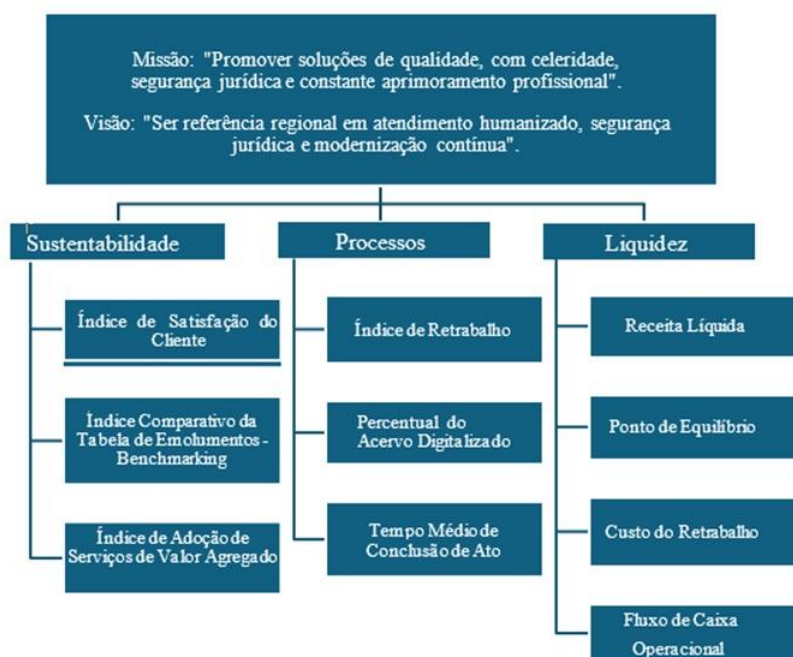 Missão: "Promover soluções de qualidade, com celeridade,
segurança jurídica e constante aprimoramento profissional".
Visão: "Ser referência regional em atendimento humanizado, segurança
jurídica e modernização contínua".
Sustentabilidade
Índice de Satisfação do
Cliente
Índice Comparativo da
Tabela de Emolumentos -
Benchmarking
Índice de Adoção de
Serviços de Valor Agregado
Processos
Índice de Retrabalho
Percentual do
Acervo Digitalizado
Tempo Médio de
Conclusão de Ato
Liquidez
Receita Líquida
Ponto de Equilíbrio
Custo do Retrabalho
Fluxo de Caixa
Operacional